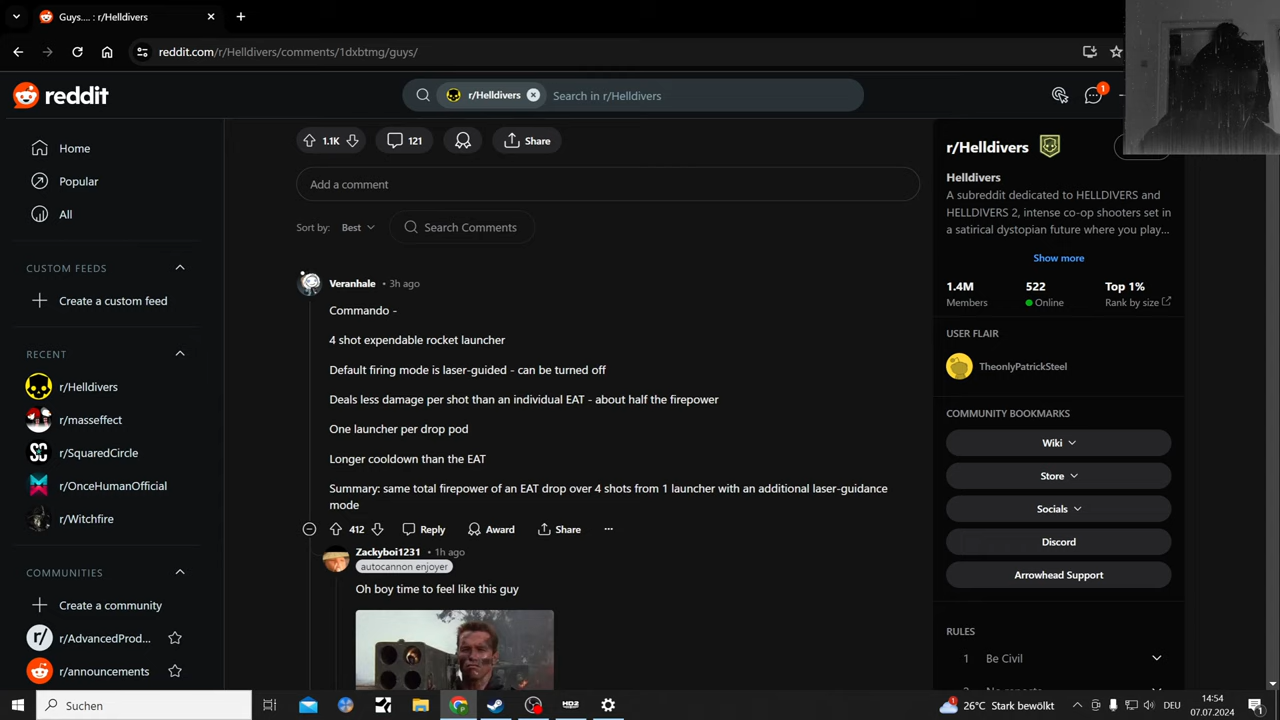 Guys.... : r/Helldivers
reddit.com/r/Helldivers/comments/1dxbtmg/guys/
reddit
r/Helldivers
Search in r/Helldivers
1
Home
Popular
All
CUSTOM FEEDS
Create a custom feed
RECENT
r/Helldivers
r/masseffect
r/SquaredCircle
r/OnceHumanOfficial
r/Witchfire
COMMUNITIES
Create a community
r/AdvancedProd...
r/announcements
1.1K
121
Share
Add a comment
Sort by:
Best
Search Comments
Veranhale • 3h ago
Commando -
4 shot expendable rocket launcher
Default firing mode is laser-guided - can be turned off
Deals less damage per shot than an individual EAT - about half the firepower
One launcher per drop pod
Longer cooldown than the EAT
Summary: same total firepower of an EAT drop over 4 shots from 1 launcher with an additional laser-guidance
mode
412
Reply
Award
Share
Zackyboi1231 • 1h ago
autocannon enjoyer
Oh boy time to feel like this guy
r/Helldivers
Helldivers
A subreddit dedicated to HELLDIVERS and
HELLDIVERS 2, intense co-op shooters set in
a satirical dystopian future where you play...
Show more
1.4M
522
Top 1%
Members
Online
Rank by size
USER FLAIR
TheonlyPatrickSteel
COMMUNITY BOOKMARKS
Wiki
Store
Socials
Discord
Arrowhead Support
RULES
1 Be Civil
Suchen
HD2
26°C Stark bewölkt
DEU
14:54
07.07.2024
1